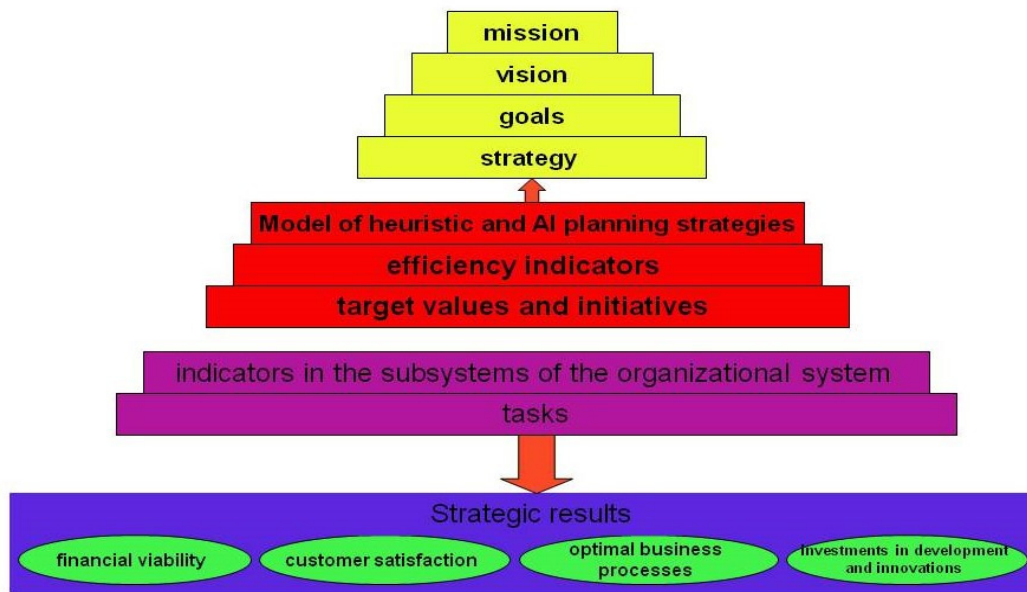 mission
vision
goals
strategy
Model of heuristic and AI planning strategies
efficiency indicators
target values and initiatives
indicators in the subsystems of the organizational system
tasks
Strategic results
financial viability
customer satisfaction
optimal business
processes
Investments in development
and innovations